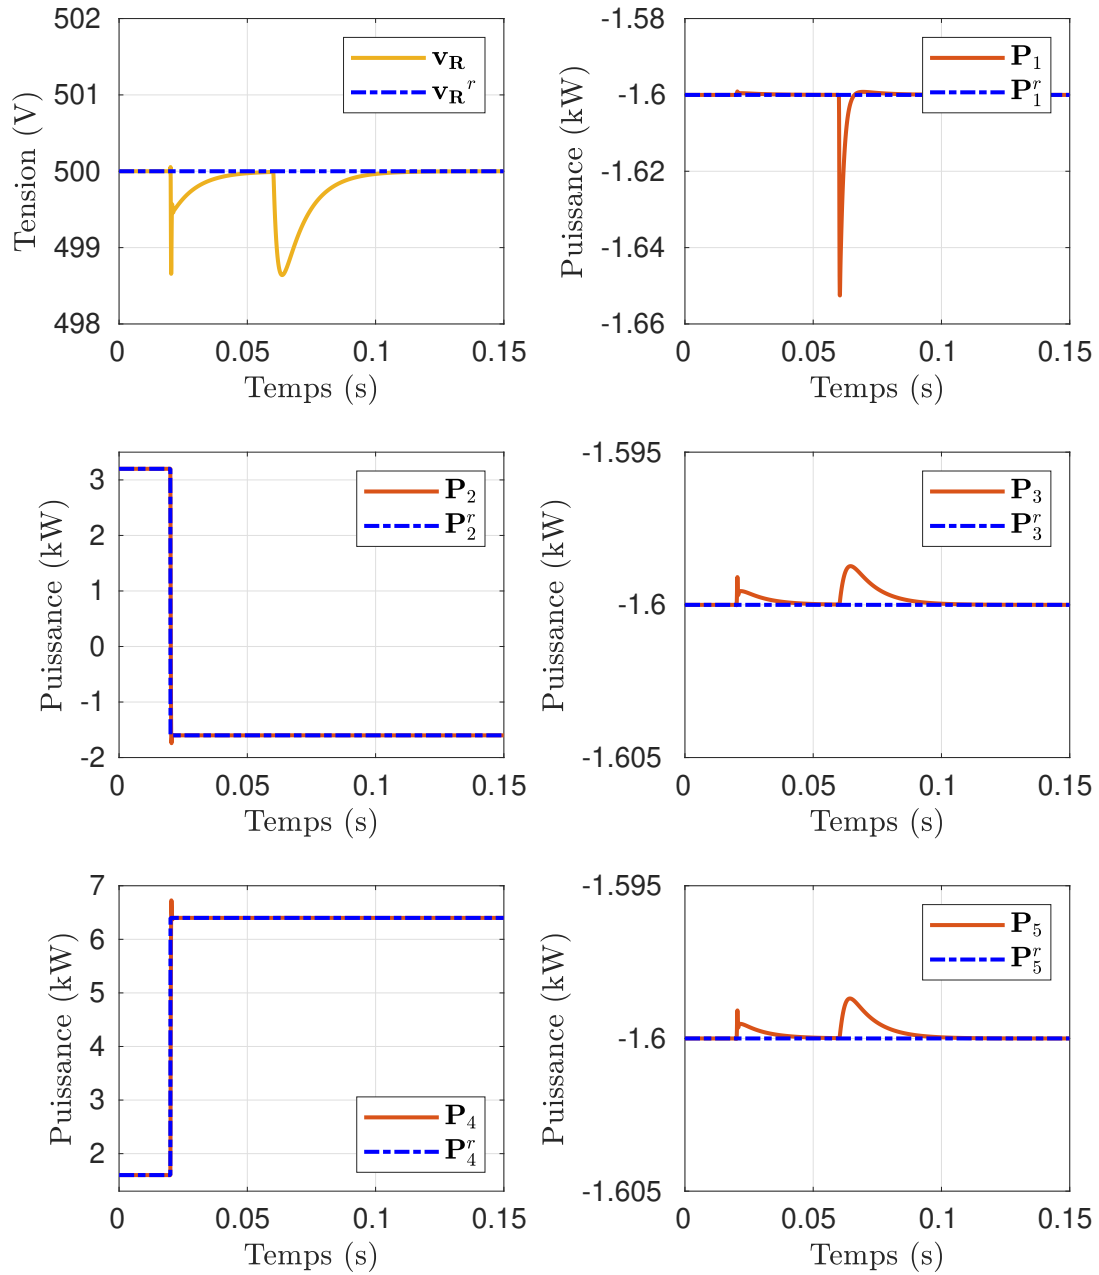 502
501
500
499
498
Tension (V)
0
0.05
0.1
0.15
Temps (s)
v_R
v_R^r
-1.58
-1.6
-1.62
-1.64
-1.66
Puissance (kW)
0
0.05
0.1
0.15
Temps (s)
P_1
P_1^r
3
2
1
0
-1
-2
Puissance (kW)
0
0.05
0.1
0.15
Temps (s)
P_2
P_2^r
-1.595
-1.6
-1.605
Puissance (kW)
0
0.05
0.1
0.15
Temps (s)
P_3
P_3^r
7
6
5
4
3
2
Puissance (kW)
0
0.05
0.1
0.15
Temps (s)
P_4
P_4^r
-1.595
-1.6
-1.605
Puissance (kW)
0
0.05
0.1
0.15
Temps (s)
P_5
P_5^r